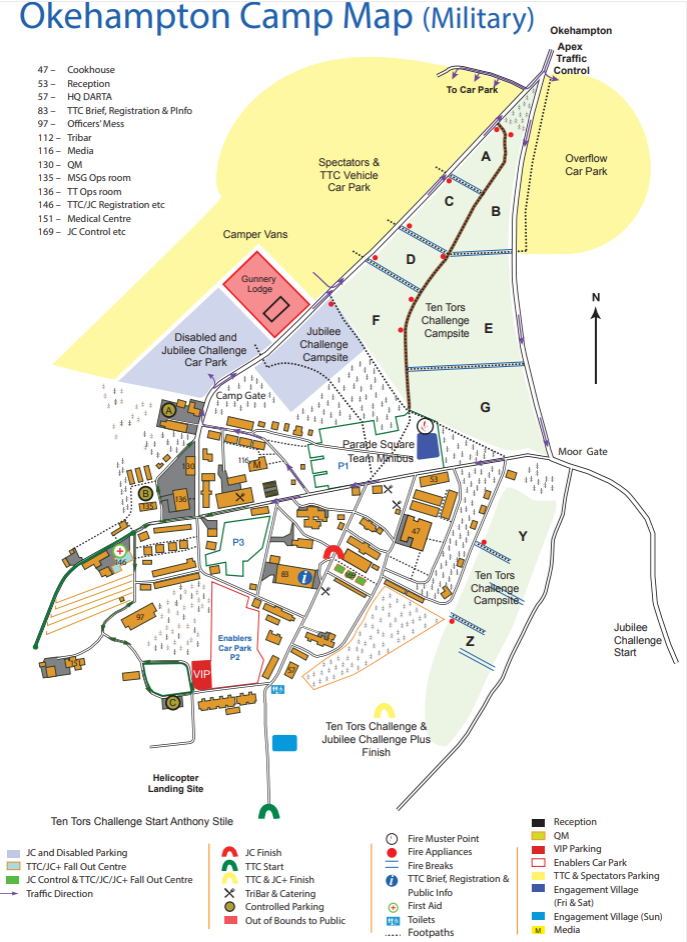 Okehampton Camp Map (Military)
Okehampton
Apex
Traffic
Control
47 – Cookhouse
53 – Reception
57 – HQ DARTA
83 – TTC Brief, Registration & PInfo
97 – Officers' Mess
112 – Tribar
116 – Media
130 – QM
135 – MSG Ops room
136 – TT Ops room
146 – TTC/JC Registration etc
151 – Medical Centre
169 – JC Control etc
To Car Park
Spectators &
TTC Vehicle
Car Park
Overflow
Car Park
A
B
C
D
E
F
G
Camper Vans
Gunnery
Lodge
Ten Tors
Challenge
Campsite
N
Disabled and
Jubilee Challenge
Car Park
Jubilee
Challenge
Campsite
Camp Gate
Parade Square
Team Minibus
P1
Moor Gate
A
116
M
130
B
135
136
53
47
P3
83
i
146
Y
Ten Tors
Challenge
Campsite
Z
97
Enablers
Car Park
P2
VIP
C
Jubilee
Challenge
Start
Ten Tors Challenge &
Jubilee Challenge Plus
Finish
Helicopter
Landing Site
Ten Tors Challenge Start Anthony Stile
JC and Disabled Parking
TTC/JC+ Fall Out Centre
JC Control & TTC/JC/JC+ Fall Out Centre
Traffic Direction
JC Finish
TTC Start
TTC & JC+ Finish
TriBar & Catering
Controlled Parking
Out of Bounds to Public
Fire Muster Point
Fire Appliances
Fire Breaks
i
TTC Brief, Registration &
Public Info
First Aid
Toilets
Footpaths
Reception
QM
VIP Parking
Enablers Car Park
TTC & Spectators Parking
Engagement Village
(Fri & Sat)
Engagement Village (Sun)
M Media